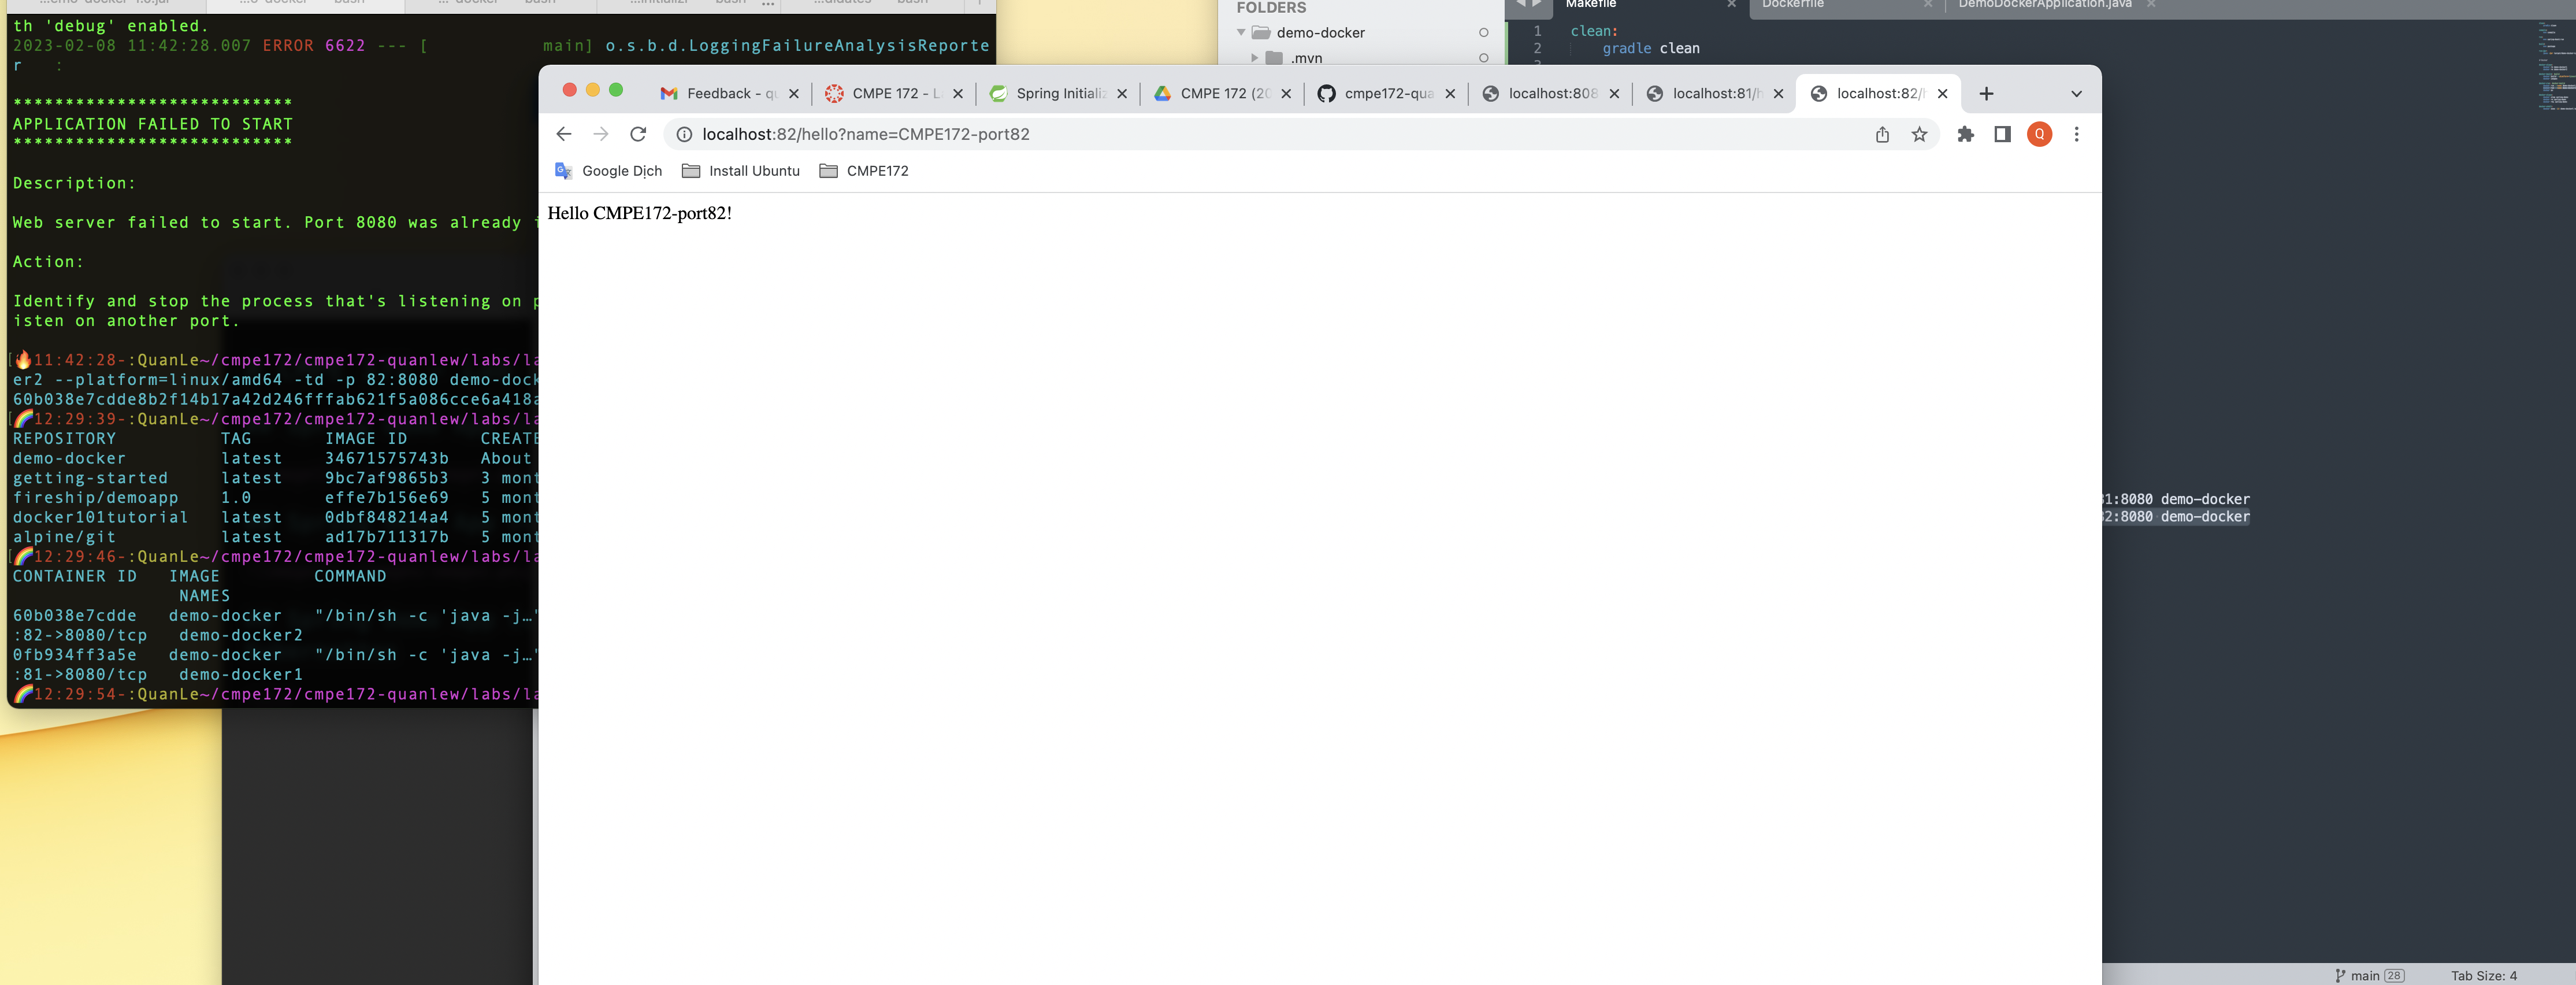 th 'debug' enabled.
2023-02-08 11:42:28.007 ERROR 6622 --- [ main] o.s.b.d.LoggingFailureAnalysisReporte
r :
***************************
APPLICATION FAILED TO START
***************************
Description:
Web server failed to start. Port 8080 was already
Action:
Identify and stop the process that's listening on
isten on another port.
[🔥11:42:28-:QuanLe~/cmpe172/cmpe172-quanlew/labs/la
er2 --platform=linux/amd64 -td -p 82:8080 demo-dock
60b038e7cdde8b2f14b17a42d246fffab621f5a086cce6a418a
[🌈12:29:39-:QuanLe~/cmpe172/cmpe172-quanlew/labs/la
REPOSITORY TAG IMAGE ID CREATE
demo-docker latest 34671575743b About
getting-started latest 9bc7af9865b3 3 mont
fireship/demoapp 1.0 effe7b156e69 5 mont
docker101tutorial latest 0dbf848214a4 5 mont
alpine/git latest ad17b711317b 5 mont
[🌈12:29:46-:QuanLe~/cmpe172/cmpe172-quanlew/labs/la
CONTAINER ID IMAGE COMMAND
NAMES
60b038e7cdde demo-docker "/bin/sh -c 'java -j…"
:82->8080/tcp demo-docker2
0fb934ff3a5e demo-docker "/bin/sh -c 'java -j…"
:81->8080/tcp demo-docker1
🌈12:29:54-:QuanLe~/cmpe172/cmpe172-quanlew/labs/la
FOLDERS
demo-docker
.mvn
Makefile Dockerfile DemoDockerApplication.java
1 clean:
2 gradle clean
Feedback - qu CMPE 172 - L Spring Initializ CMPE 172 (20 cmpe172-qua localhost:808 localhost:81/h localhost:82/h
localhost:82/hello?name=CMPE172-port82
Q
Google Dịch Install Ubuntu CMPE172
Hello CMPE172-port82!
:8080 demo-docker
:8080 demo-docker
main 28 Tab Size: 4